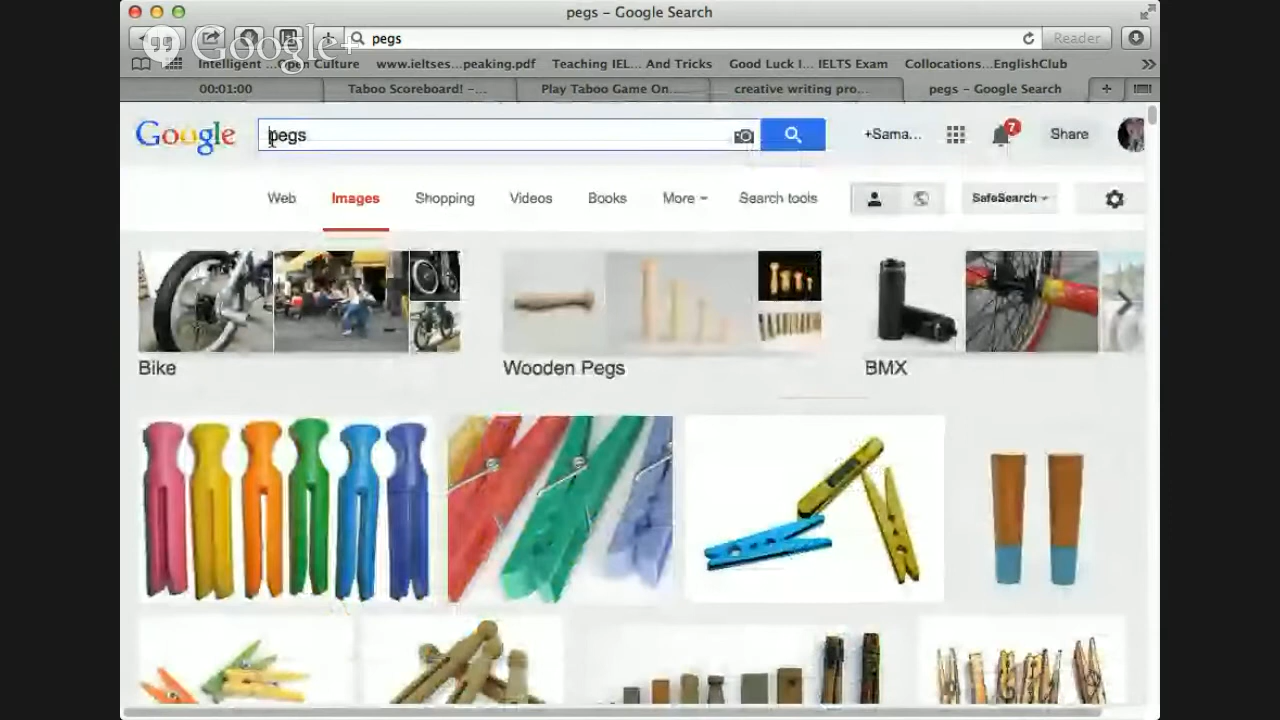 pegs – Google Search
Google+
pegs
Reader
Intelligent ...Open Culture www.ieltses...peaking.pdf Teaching IEL... And Tricks Good Luck I... IELTS Exam Collocations...EnglishClub
00:01:00 Taboo Scoreboard! –... Play Taboo Game On... creative writing pro... pegs – Google Search
Google pegs +Sama... 7 Share
Web Images Shopping Videos Books More Search tools SafeSearch
Bike Wooden Pegs BMX